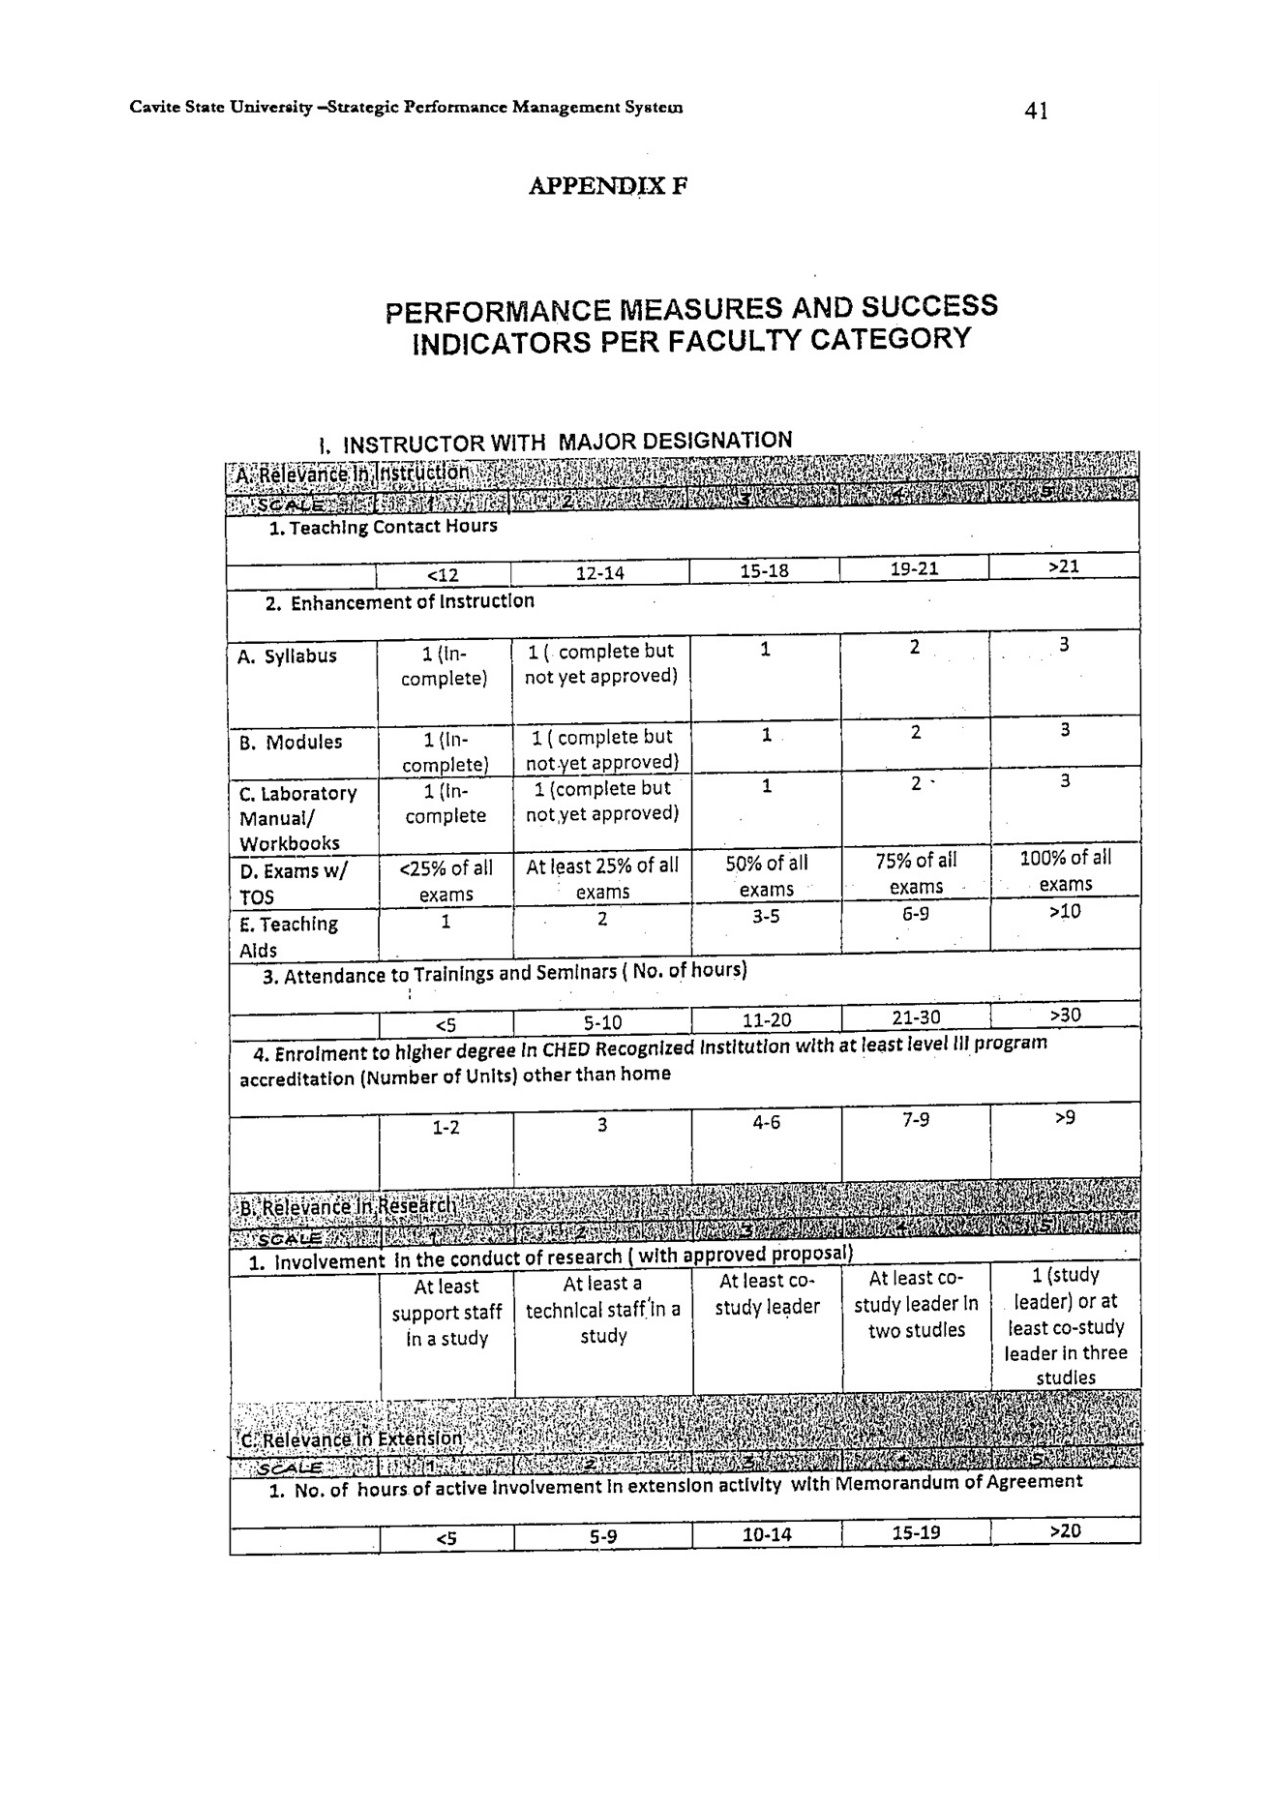 Cavite State University –Strategic Performance Management System 41
APPENDIX F
PERFORMANCE MEASURES AND SUCCESS
INDICATORS PER FACULTY CATEGORY
I. INSTRUCTOR WITH MAJOR DESIGNATION
A. Relevance in Instruction
SCALE 1 2 3 4 5
1. Teaching Contact Hours
<12 12-14 15-18 19-21 >21
2. Enhancement of Instruction
A. Syllabus 1 (In- 1 ( complete but 1 2 3
complete) not yet approved)
B. Modules 1 (In- 1 ( complete but 1 2 3
complete) not yet approved)
C. Laboratory 1 (In- 1 (complete but 1 2 3
Manual/ complete not yet approved)
Workbooks
D. Exams w/ <25% of all At least 25% of all 50% of all 75% of all 100% of all
TOS exams exams exams exams exams
E. Teaching 1 2 3-5 6-9 >10
Aids
3. Attendance to Trainings and Seminars ( No. of hours)
<5 5-10 11-20 21-30 >30
4. Enrolment to higher degree in CHED Recognized Institution with at least level III program
accreditation (Number of Units) other than home
1-2 3 4-6 7-9 >9
B. Relevance in Research
SCALE 1 2 3 4 5
1. Involvement in the conduct of research ( with approved proposal)
At least At least a At least co- At least co- 1 (study
support staff technical staff in a study leader study leader in leader) or at
in a study study two studies least co-study
leader in three
studies
C. Relevance in Extension
SCALE 1 2 3 4 5
1. No. of hours of active involvement in extension activity with Memorandum of Agreement
<5 5-9 10-14 15-19 >20